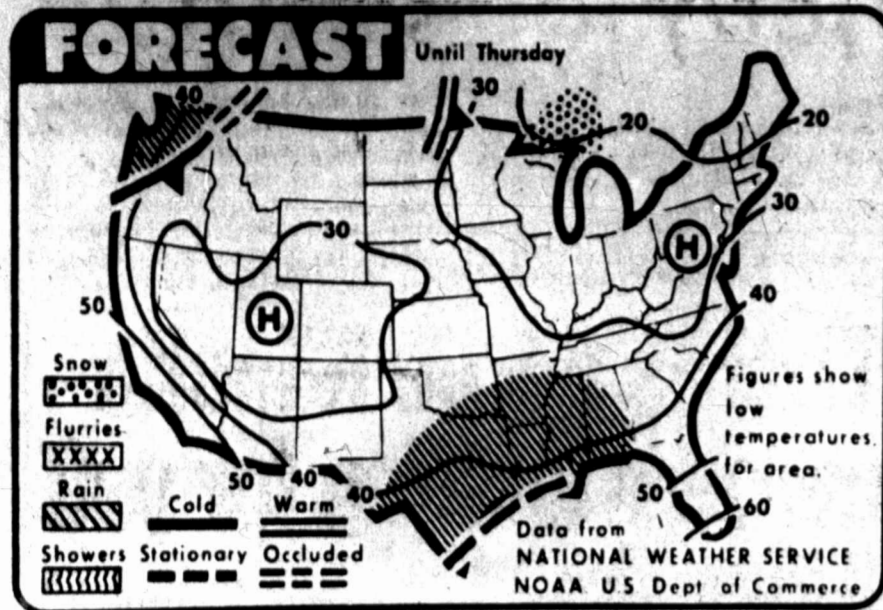 FORECAST
Until Thursday
40
30
20
20
30
30
H
H
50
40
Snow
Flurries
Rain
Showers
Cold
Warm
Stationary
Occluded
50
40
40
50
60
Figures show
low
temperatures
for area.
Data from
NATIONAL WEATHER SERVICE
NOAA U.S. Dept of Commerce